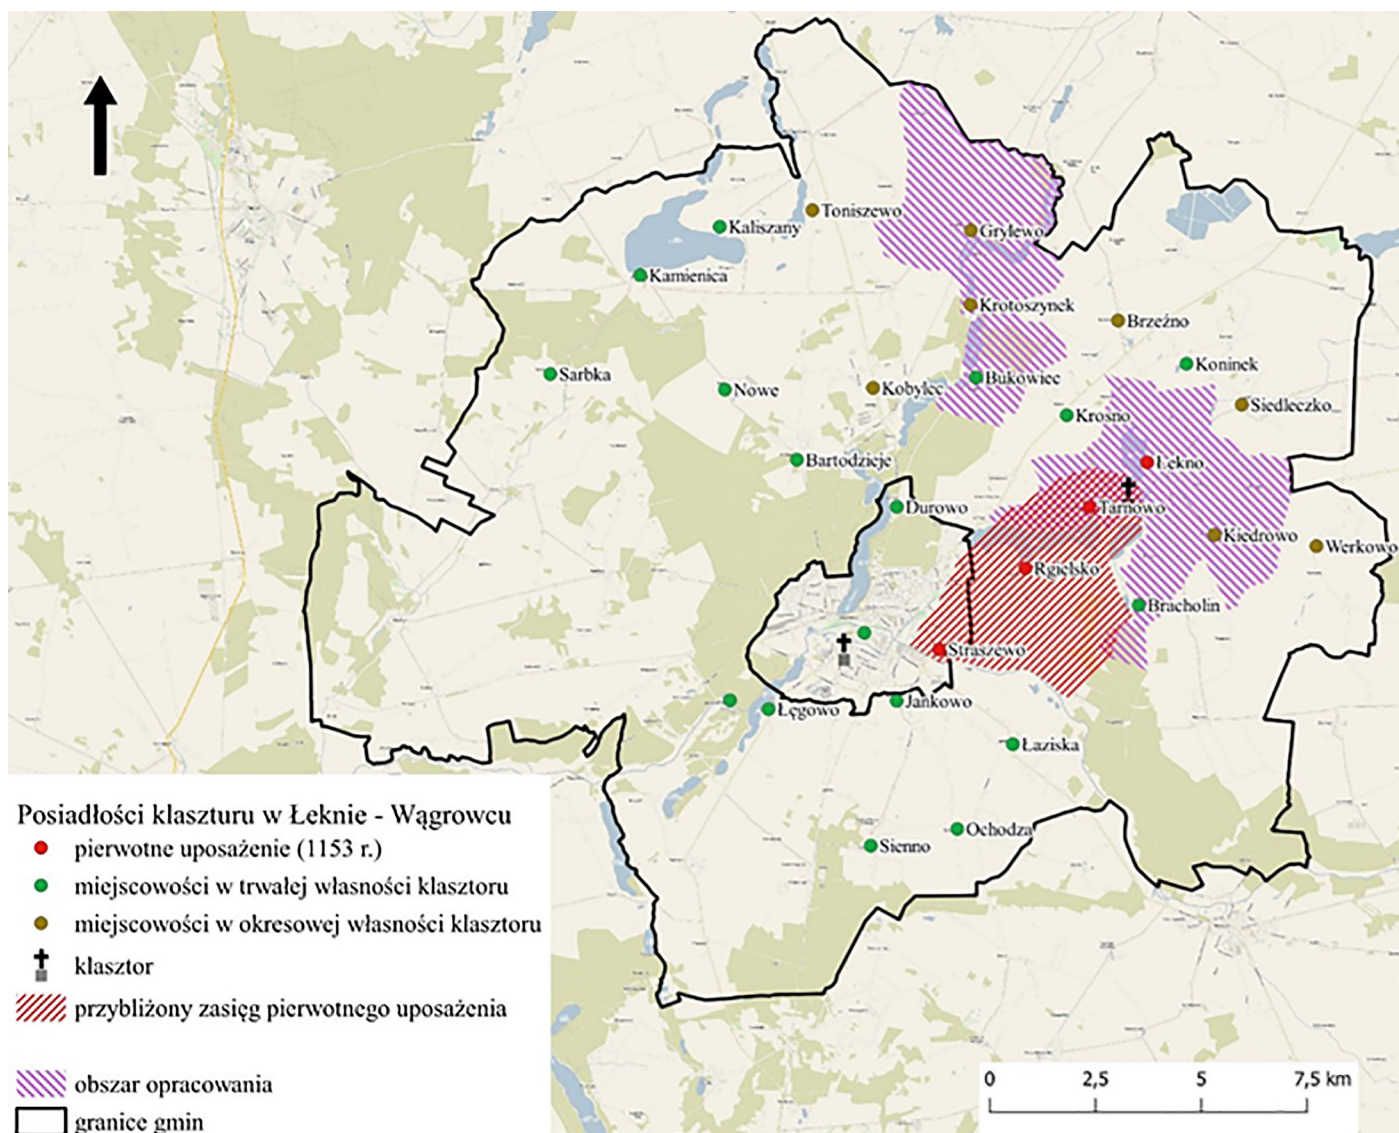 Toniszewo
Kaliszany
Grylewo
Kamienica
Krotoszynek
Brzeźno
Koninek
Sarbka
Nowe
Kobylec
Bukowiec
Siedleczko
Krosno
Bartodzieje
Łekno
Durowo
Tarnowo
Kiedrowo
Werkowo
Rgielsko
Bracholin
Straszewo
Łęgowo
Jankowo
Łaziska
Ochodza
Sienno
Posiadłości klaszturu w Łeknie - Wągrowcu
pierwotne uposażenie (1153 r.)
miejscowości w trwałej własności klasztoru
miejscowości w okresowej własności klasztoru
klasztor
przybliżony zasięg pierwotnego uposażenia
obszar opracowania
granice gmin
0 2,5 5 7,5 km